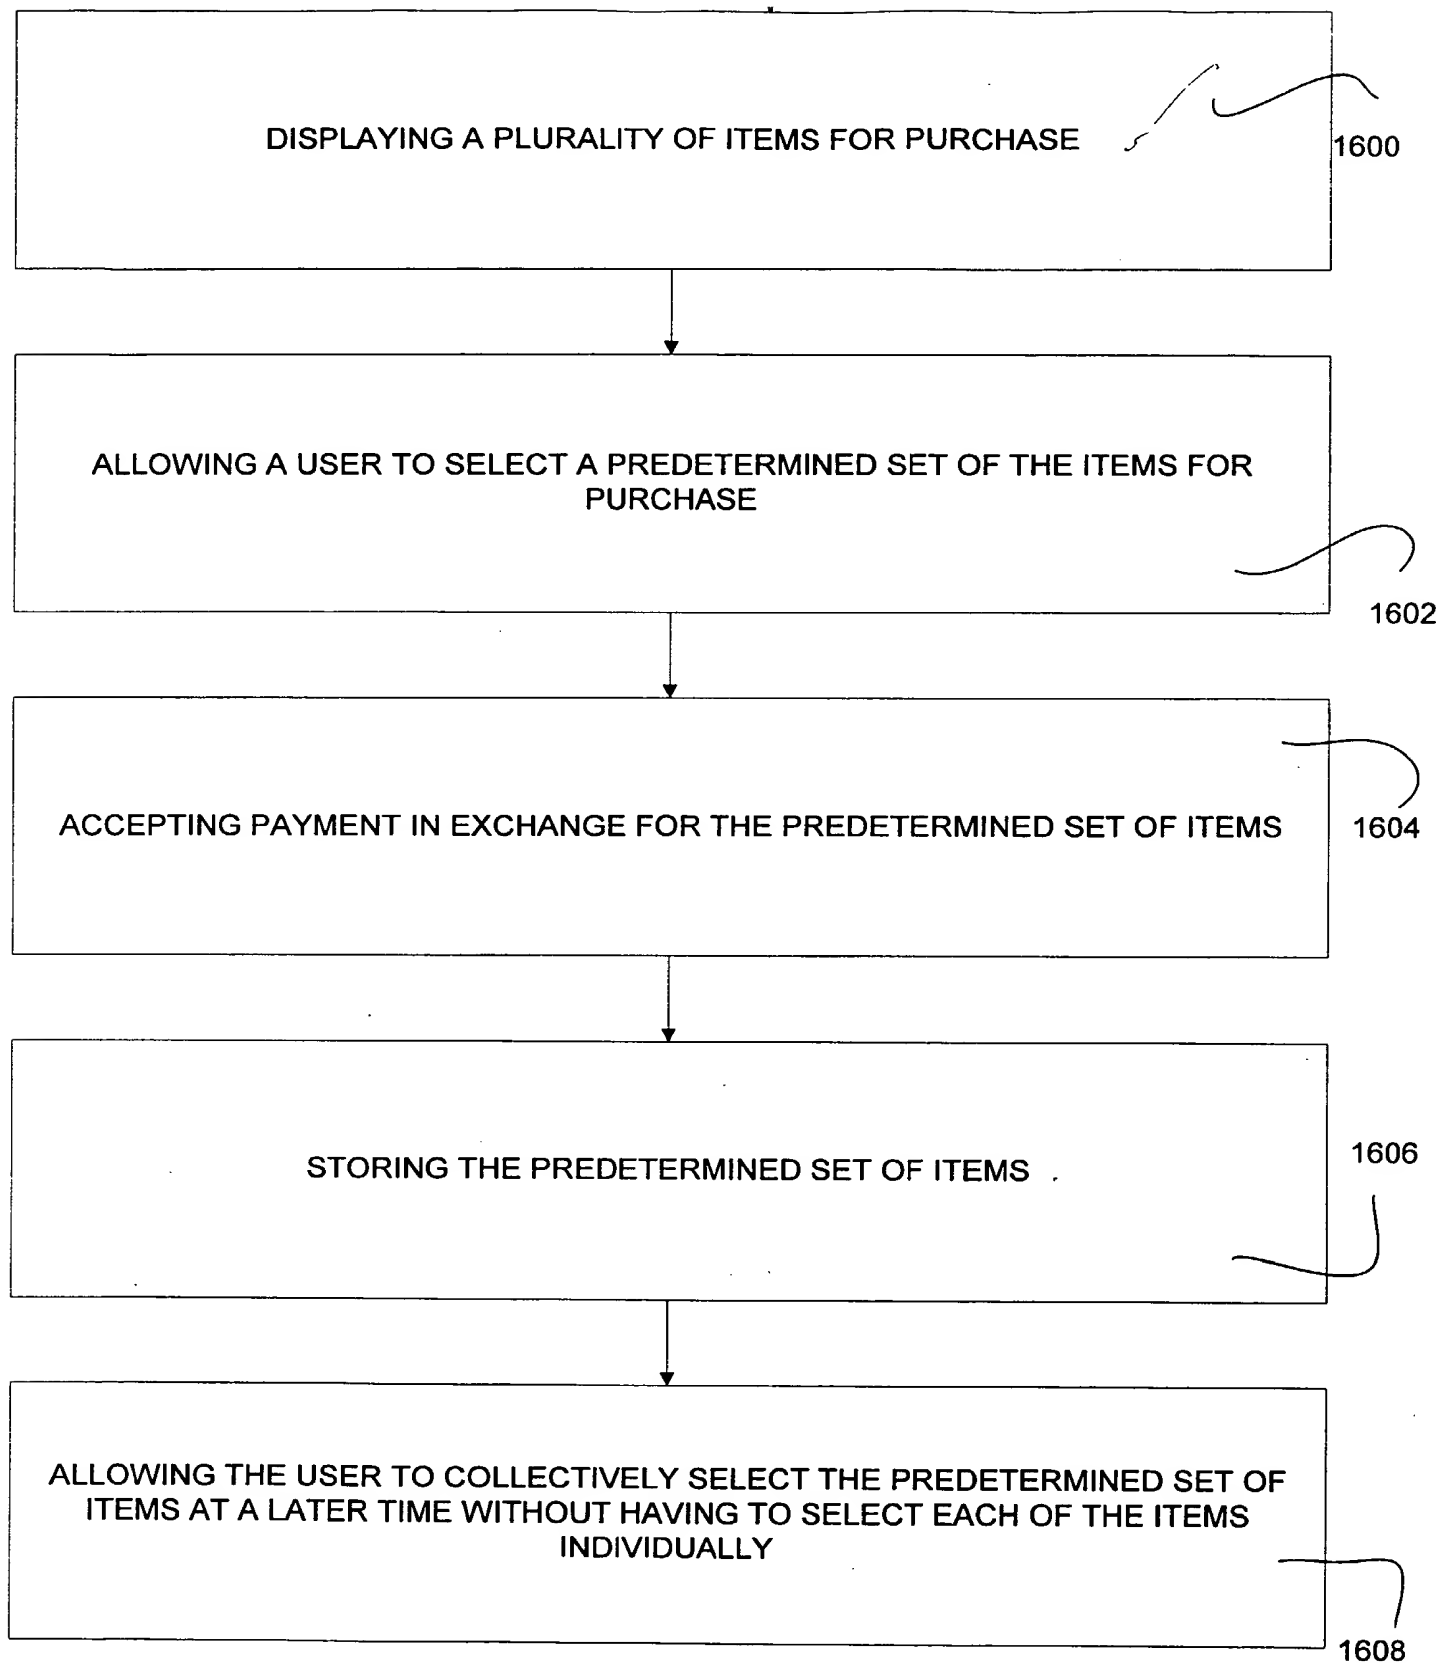 DISPLAYING A PLURALITY OF ITEMS FOR PURCHASE
1600
ALLOWING A USER TO SELECT A PREDETERMINED SET OF THE ITEMS FOR
PURCHASE
1602
ACCEPTING PAYMENT IN EXCHANGE FOR THE PREDETERMINED SET OF ITEMS
1604
STORING THE PREDETERMINED SET OF ITEMS
1606
ALLOWING THE USER TO COLLECTIVELY SELECT THE PREDETERMINED SET OF
ITEMS AT A LATER TIME WITHOUT HAVING TO SELECT EACH OF THE ITEMS
INDIVIDUALLY
1608